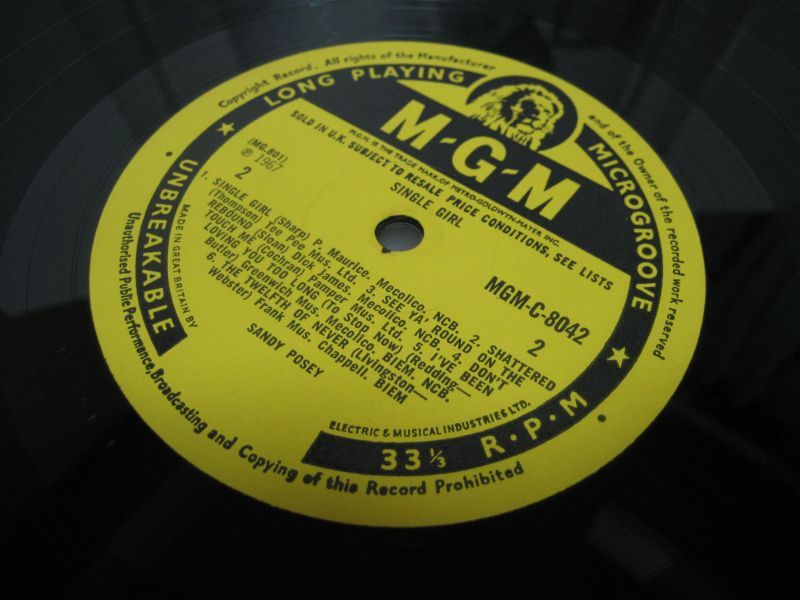 Copyright Record. All rights of the Manufacturer and of the Owner of the recorded work reserved
LONG PLAYING
MICROGROOVE
M-G-M
M.G.M. IS THE TRADE MARK OF METRO-GOLDWYN-MAYER INC.
SOLD IN U.K. SUBJECT TO RESALE PRICE CONDITIONS, SEE LISTS
SINGLE GIRL
(MG.801)
℗ 1967
2
MGM-C-8042
2
1. SINGLE GIRL (Sharp) P. Maurice. Mecolico, NCB. 2. SHATTERED
(Thompson) Tee Pee Mus. Ltd. 3. SEE YA, ROUND ON THE
REBOUND (Sloan) Dick James, Mecolico, NCB. 4. DON'T
TOUCH ME (Cochran) Pamper Mus. Ltd. 5. I'VE BEEN
LOVING YOU TOO LONG (To Stop Now) (Redding—
Butler) Greenwich Mus. Mecolico, BIEM, NCB.
6. THE TWELFTH OF NEVER (Livingston—
Webster) Frank Mus. Chappell, BIEM
SANDY POSEY
UNBREAKABLE
MADE IN GREAT BRITAIN BY
ELECTRIC & MUSICAL INDUSTRIES LTD.
33⅓ R·P·M
Unauthorised Public Performance, Broadcasting and Copying of this Record Prohibited